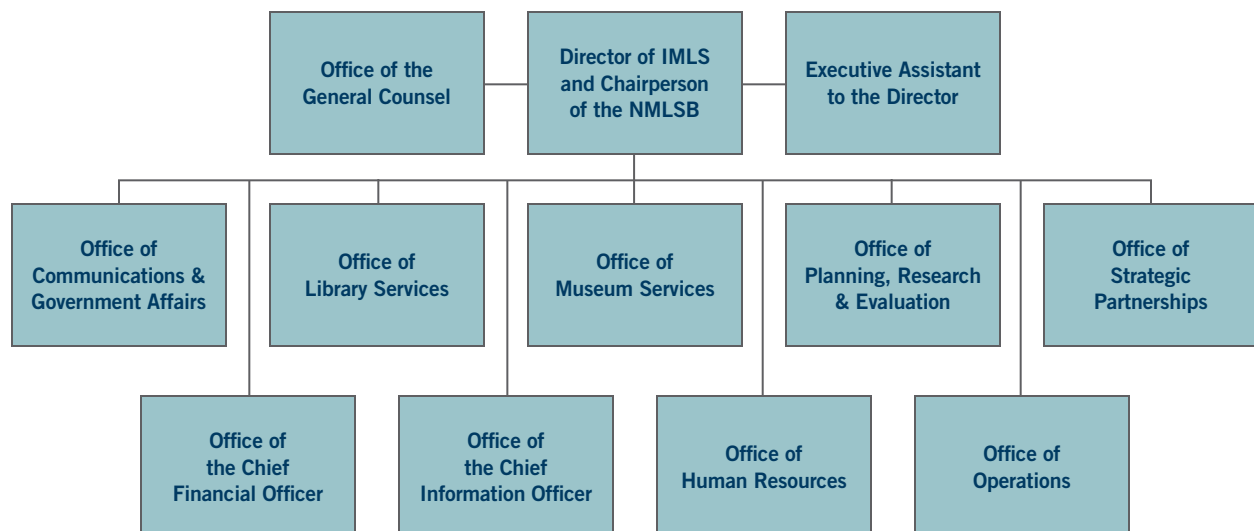 Office of the
General Counsel
Director of IMLS
and Chairperson
of the NMLSB
Executive Assistant
to the Director
Office of
Communications &
Government Affairs
Office of
Library Services
Office of
Museum Services
Office of
Planning, Research
& Evaluation
Office of
Strategic
Partnerships
Office of
the Chief
Financial Officer
Office of
the Chief
Information Officer
Office of
Human Resources
Office of
Operations